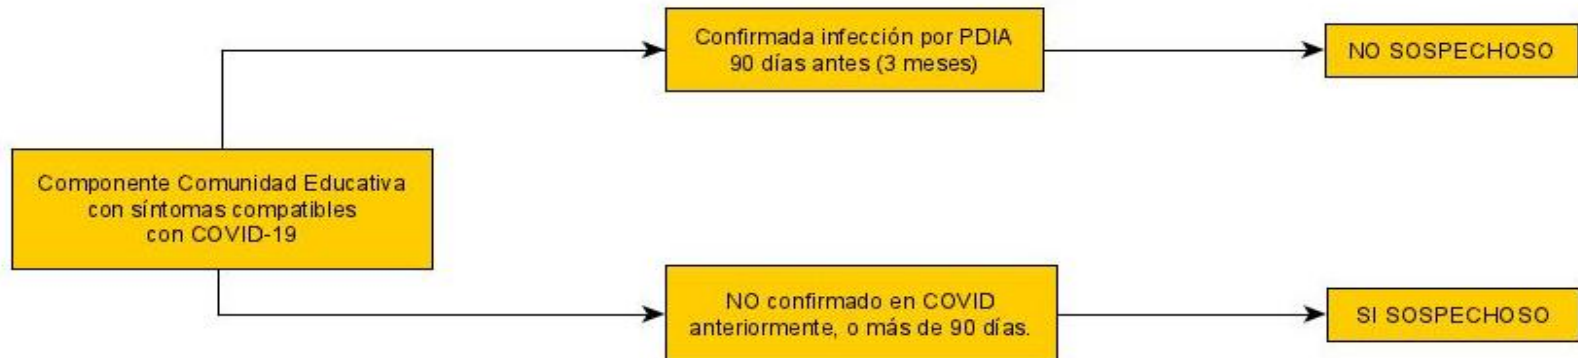 Confirmada infección por PDIA
90 días antes (3 meses)
NO SOSPECHOSO
Componente Comunidad Educativa
con síntomas compatibles
con COVID-19
NO confirmado en COVID
anteriormente, o más de 90 días.
SI SOSPECHOSO